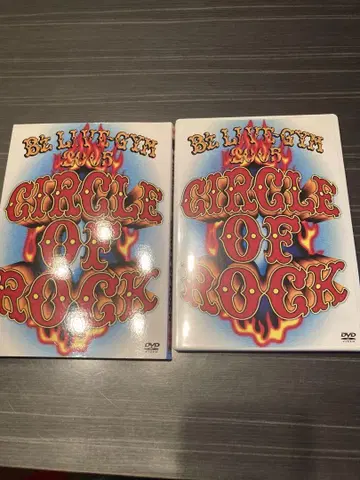 B'z LIVE-GYM
2005
CIRCLE
OF
ROCK
DVD
B'z LIVE-GYM
2005
CIRCLE
OF
ROCK
DVD